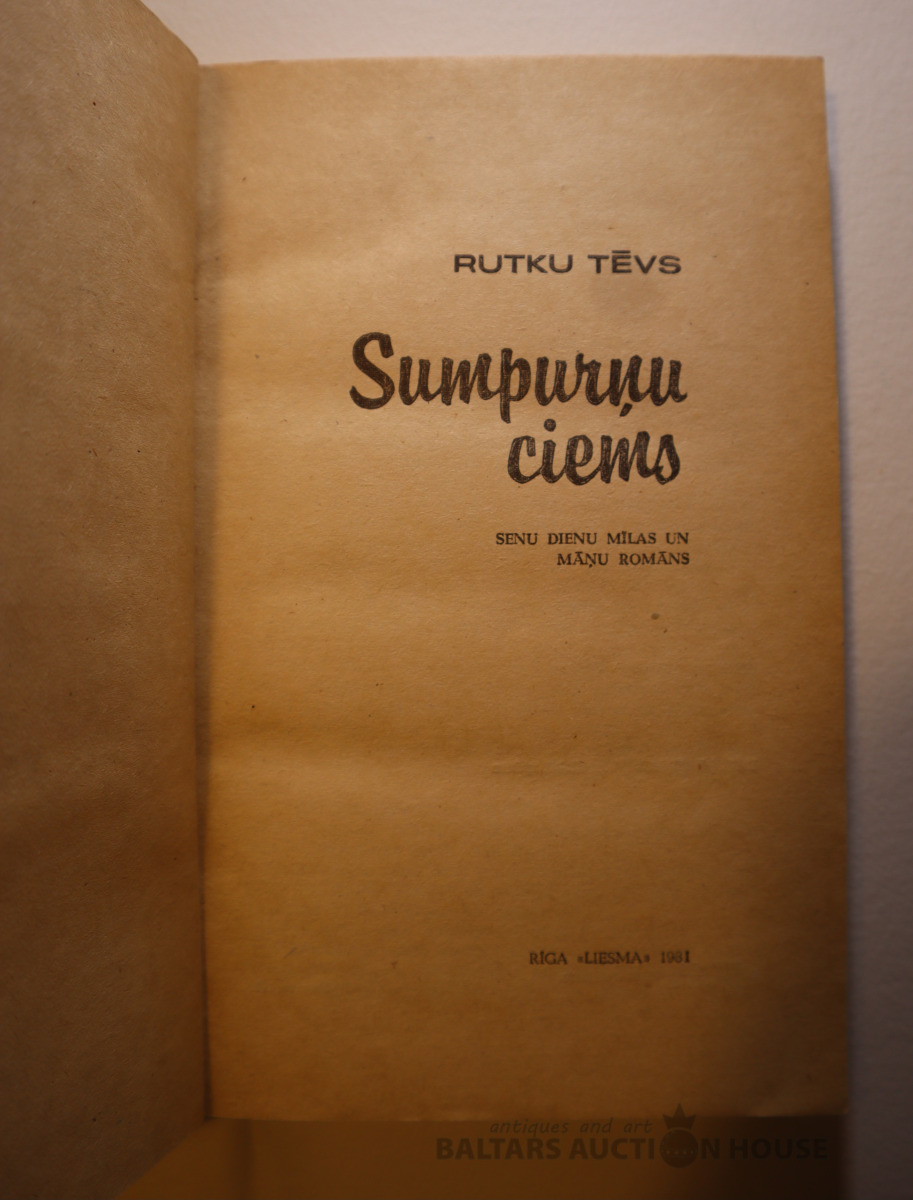 RUTKU TĒVS
Sumpurņu
ciems
SENU DIENU MĪLAS UN
MĀŅU ROMĀNS
RĪGA «LIESMA» 1981
antiques and art
BALTARS AUCTION HOUSE